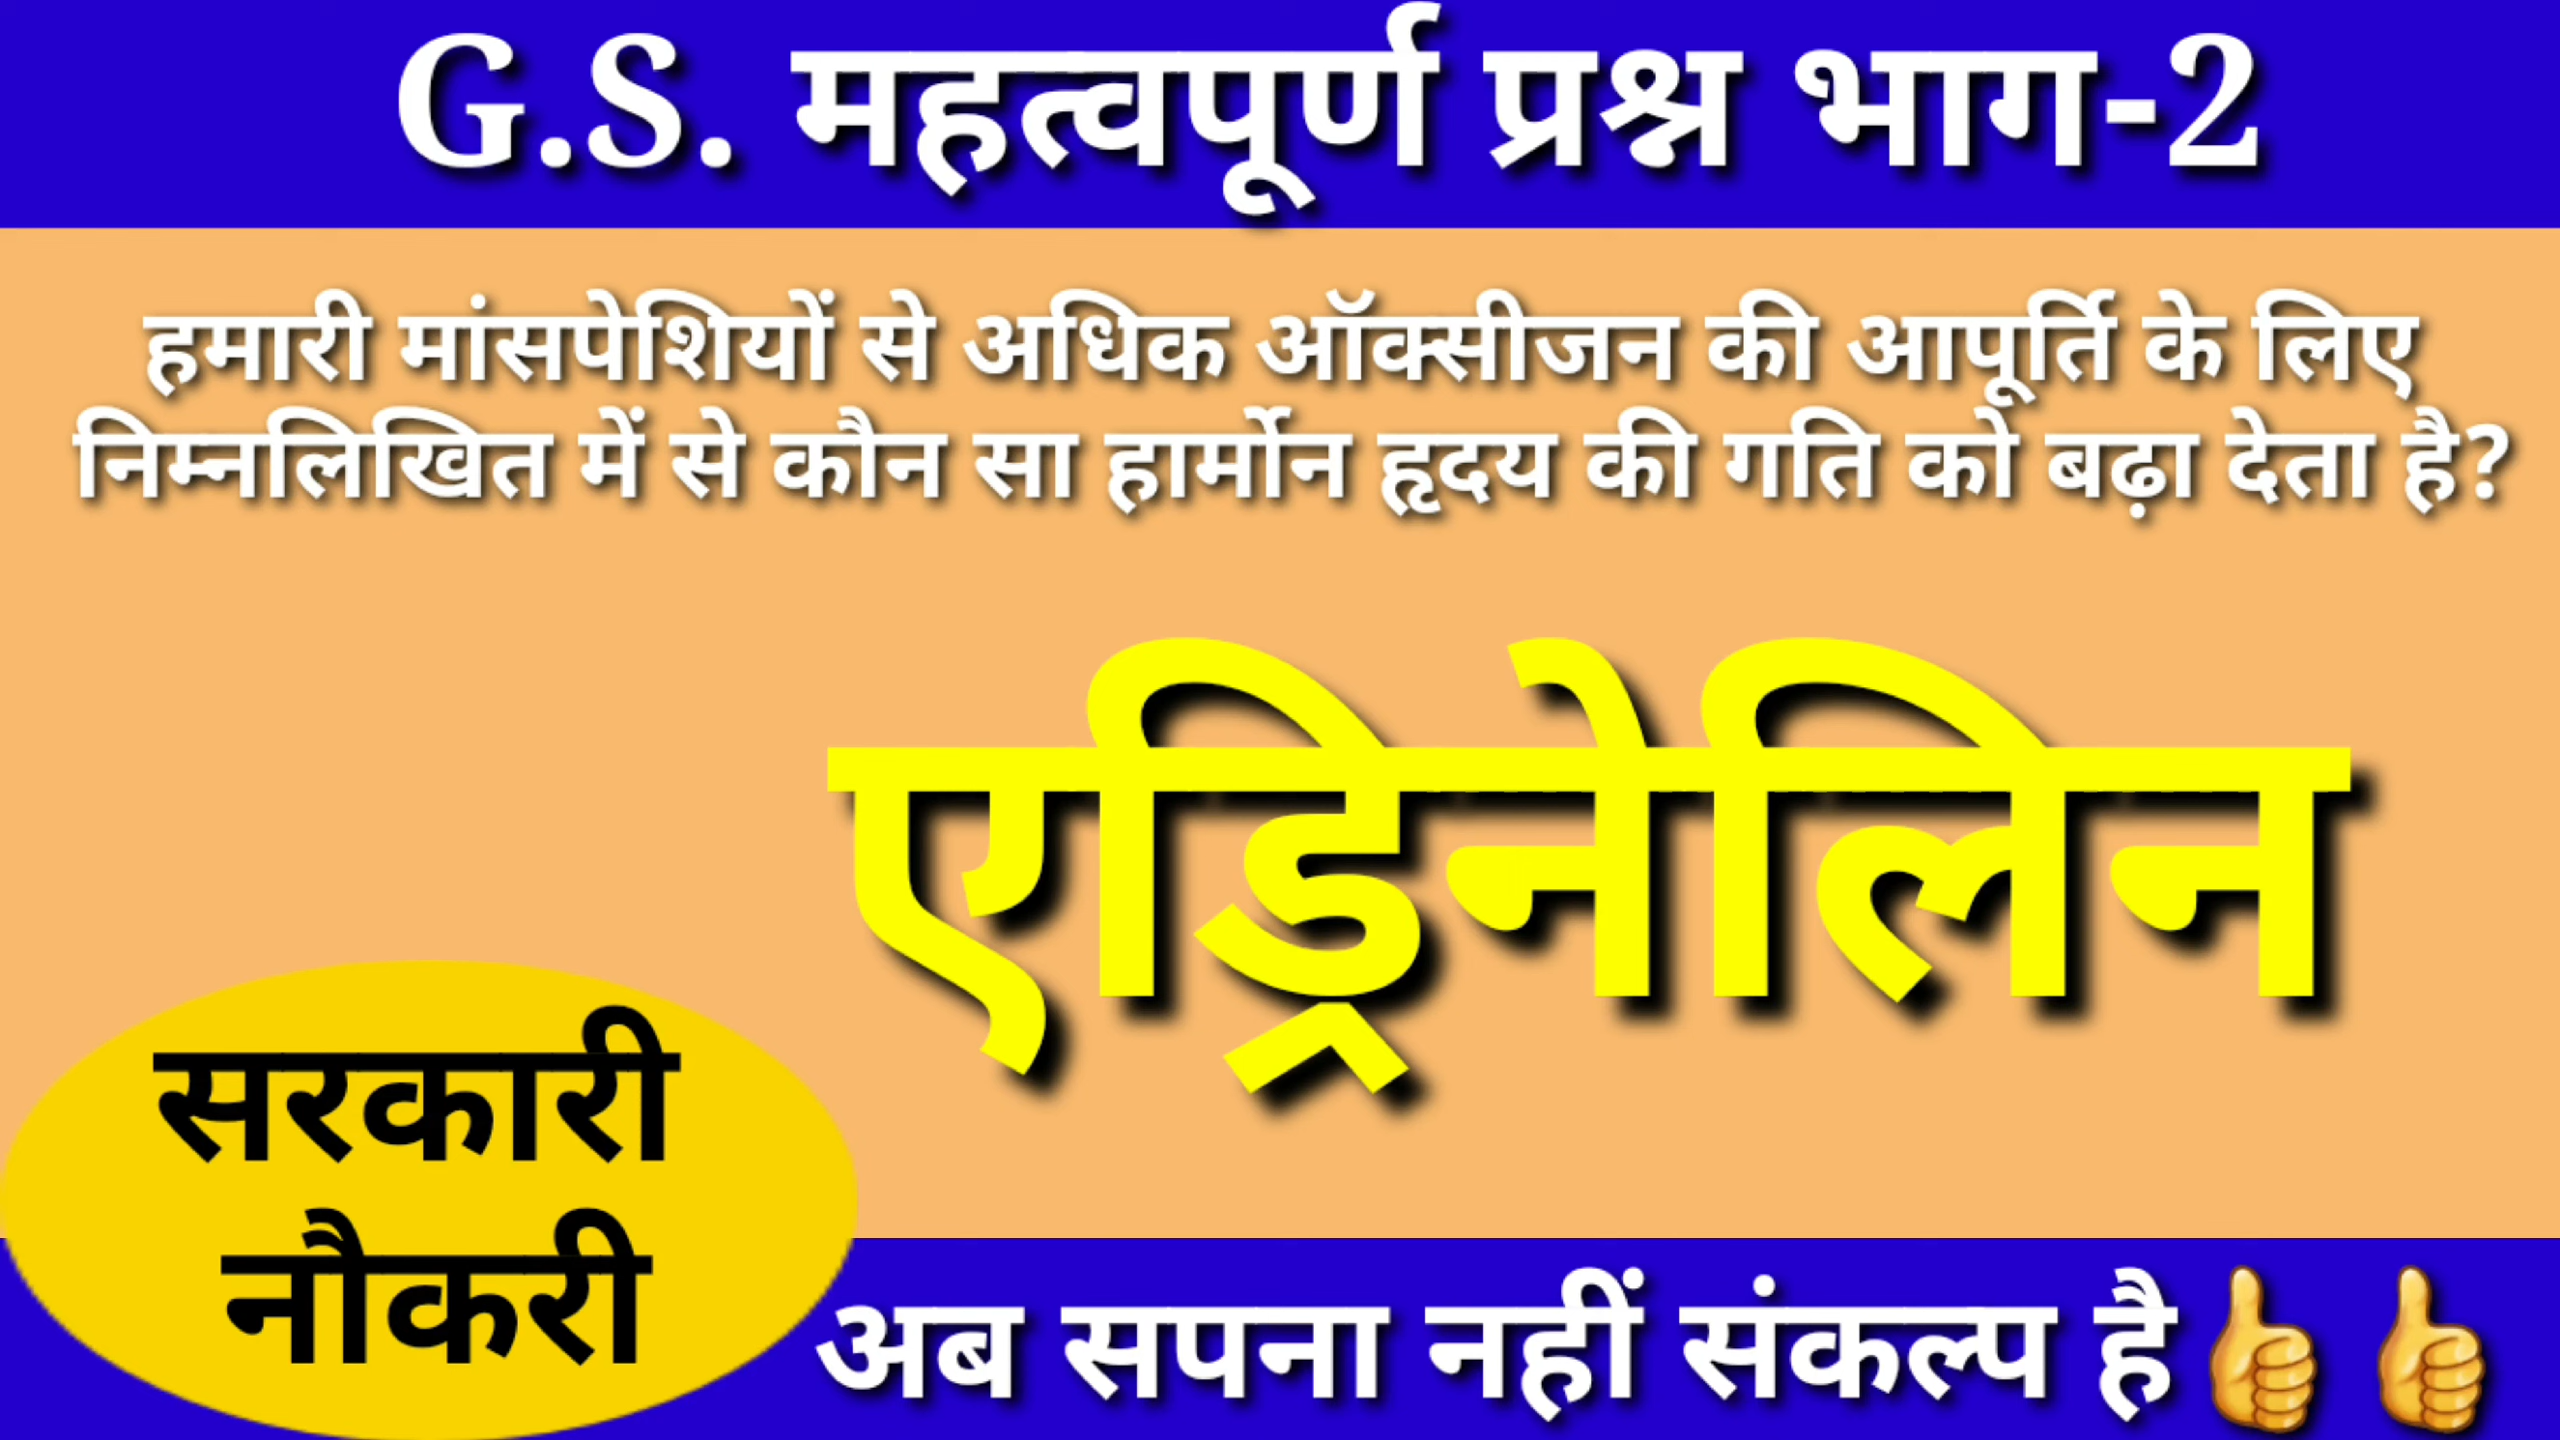 G.S. महत्वपूर्ण प्रश्न भाग-2
हमारी मांसपेशियों से अधिक ऑक्सीजन की आपूर्ति के लिए
निम्नलिखित में से कौन सा हार्मोन हृदय की गति को बढ़ा देता है?
एड्रिनेलिन
सरकारी
नौकरी
अब सपना नहीं संकल्प है👍 👍